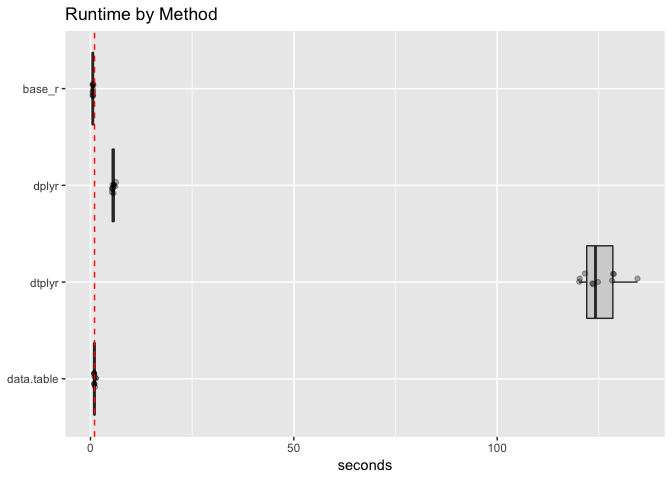 Runtime by Method
base_r
dplyr
dtplyr
data.table
0 50 100
seconds